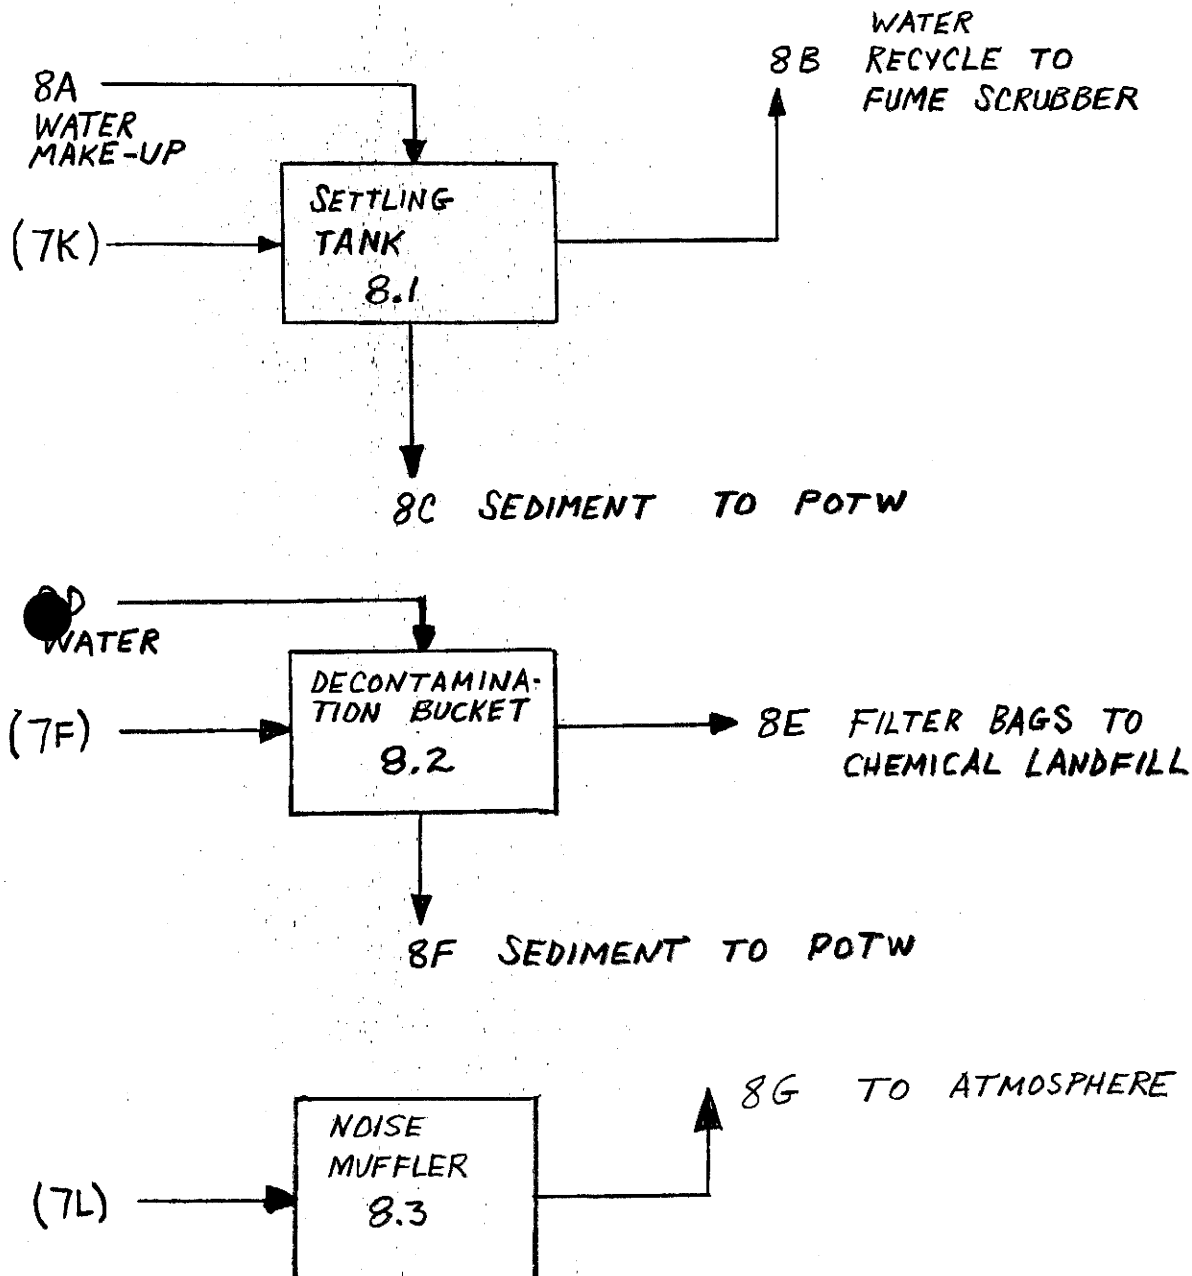 WATER
8B RECYCLE TO
FUME SCRUBBER
8A
WATER
MAKE-UP
SETTLING
TANK
8.1
(7K)
8C SEDIMENT TO POTW
WATER
DECONTAMINA-
TION BUCKET
8.2
(7F)
8E FILTER BAGS TO
CHEMICAL LANDFILL
8F SEDIMENT TO POTW
8G TO ATMOSPHERE
NOISE
MUFFLER
8.3
(7L)